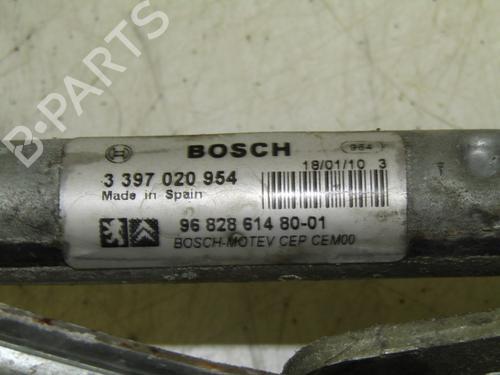 B-PARTS
BOSCH
984
18/01/10 3
3 397 020 954
Made in Spain
96 828 614 80-01
BOSCH-MOTEV CEP CEM00